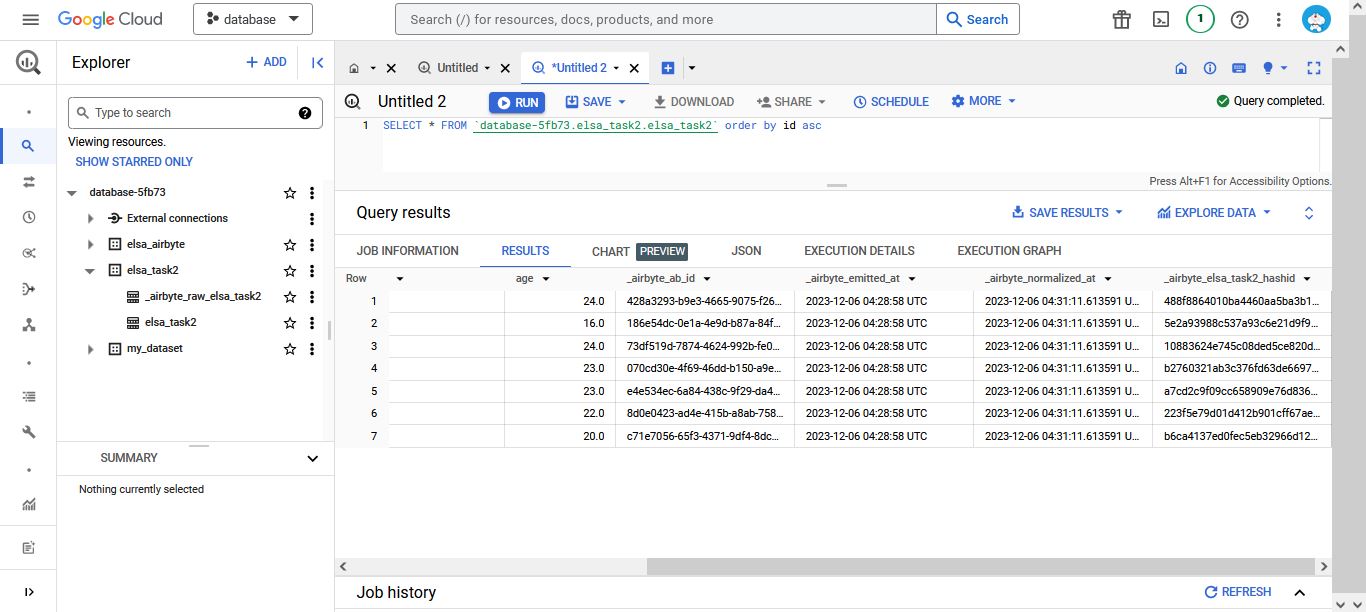 Google Cloud
database
Search (/) for resources, docs, products, and more
Search
1
Explorer
+ ADD
Type to search
Viewing resources.
SHOW STARRED ONLY
database-5fb73
External connections
elsa_airbyte
elsa_task2
_airbyte_raw_elsa_task2
elsa_task2
my_dataset
SUMMARY
Nothing currently selected
Untitled
*Untitled 2
Untitled 2
RUN
SAVE
DOWNLOAD
SHARE
SCHEDULE
MORE
Query completed.
1 SELECT * FROM `database-5fb73.elsa_task2.elsa_task2` order by id asc
Press Alt+F1 for Accessibility Options.
Query results
SAVE RESULTS
EXPLORE DATA
JOB INFORMATION RESULTS CHART PREVIEW JSON EXECUTION DETAILS EXECUTION GRAPH
Row age _airbyte_ab_id _airbyte_emitted_at _airbyte_normalized_at _airbyte_elsa_task2_hashid
1 24.0 428a3293-b9e3-4665-9075-f26... 2023-12-06 04:28:58 UTC 2023-12-06 04:31:11.613591 U... 488f8864010ba4460aa5ba3b1...
2 16.0 186e54dc-0e1a-4e9d-b87a-84f... 2023-12-06 04:28:58 UTC 2023-12-06 04:31:11.613591 U... 5e2a93988c537a93c6e21d9f9...
3 24.0 73df519d-7874-4624-992b-fe0... 2023-12-06 04:28:58 UTC 2023-12-06 04:31:11.613591 U... 10883624e745c08ded5ce820d...
4 23.0 070cd30e-4f69-46dd-b150-a9e... 2023-12-06 04:28:58 UTC 2023-12-06 04:31:11.613591 U... b2760321ab3c376fd63de6697...
5 23.0 e4e534ec-6a84-438c-9f29-da4... 2023-12-06 04:28:58 UTC 2023-12-06 04:31:11.613591 U... a7cd2c9f09cc658909e76d836...
6 22.0 8d0e0423-ad4e-415b-a8ab-758... 2023-12-06 04:28:58 UTC 2023-12-06 04:31:11.613591 U... 223f5e79d01d412b901cff67ae...
7 20.0 c71e7056-65f3-4371-9df4-8dc... 2023-12-06 04:28:58 UTC 2023-12-06 04:31:11.613591 U... b6ca4137ed0fec5eb32966d12...
Job history
REFRESH